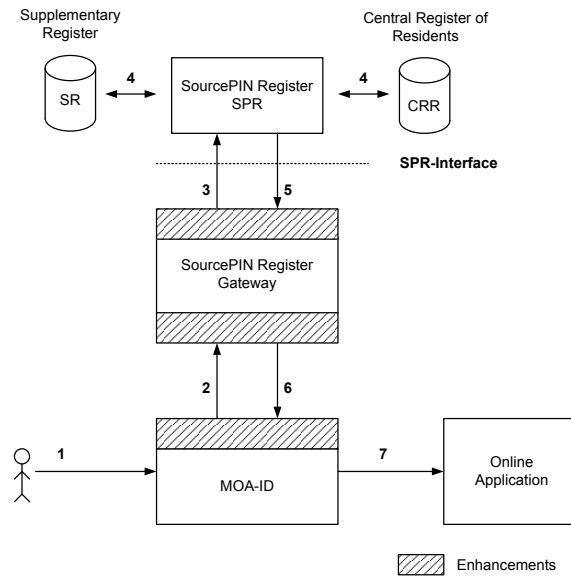 Supplementary
Register
Central Register of
Residents
SR
4
SourcePIN Register
SPR
4
CRR
SPR-Interface
3
5
SourcePIN Register
Gateway
2
6
1
MOA-ID
7
Online
Application
Enhancements